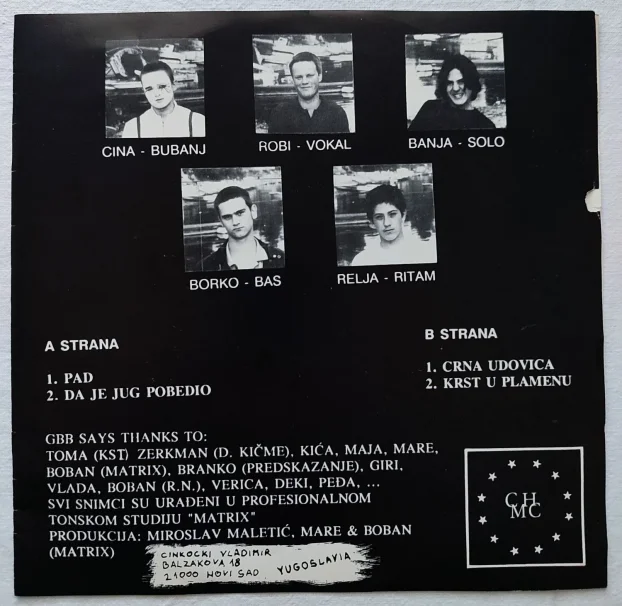 CINA - BUBANJ
ROBI - VOKAL
BANJA - SOLO
BORKO - BAS
RELJA - RITAM
A STRANA
1. PAD
2. DA JE JUG POBEDIO
B STRANA
1. CRNA UDOVICA
2. KRST U PLAMENU
GBB SAYS THANKS TO:
TOMA (KST) ZERKMAN (D. KIČME), KIĆA, MAJA, MARE,
BOBAN (MATRIX), BRANKO (PREDSKAZANJE), GIRI,
VLADA, BOBAN (R.N.), VERICA, DEKI, PEĐA, ...
SVI SNIMCI SU URAĐENI U PROFESIONALNOM
TONSKOM STUDIJU "MATRIX"
PRODUKCIJA: MIROSLAV MALETIĆ, MARE & BOBAN
(MATRIX)
CINKOCKI VLADIMIR
BALZAKOVA 18
21000 NOVI SAD YUGOSLAVIA
CH
MC